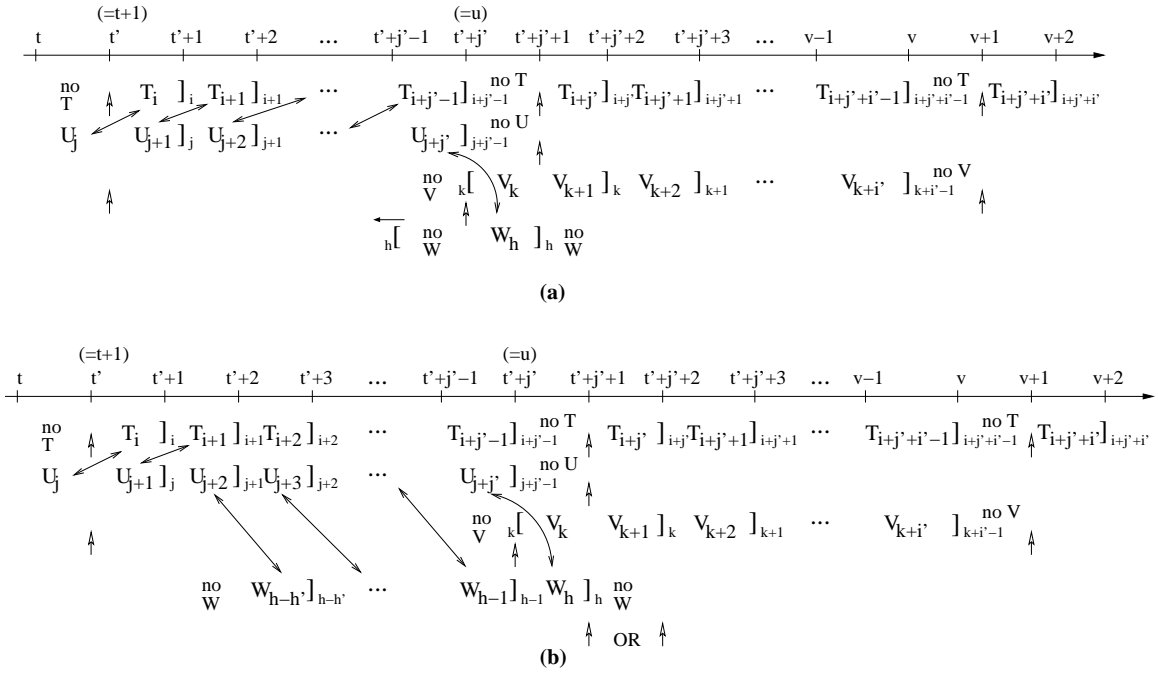 (=t+1) (=u)
t t' t'+1 t'+2 ... t'+j'-1 t'+j' t'+j'+1 t'+j'+2 t'+j'+3 ... v-1 v v+1 v+2
no T T_i ]_i T_{i+1} ]_{i+1} ... T_{i+j'-1} ]_{i+j'-1} no T T_{i+j'} ]_{i+j'} T_{i+j'+1} ]_{i+j'+1} T_{i+j'+i'-1} ]_{i+j'+i'-1} no T T_{i+j'+i'} ]_{i+j'+i'}
U_j U_{j+1} ]_j U_{j+2} ]_{j+1} ... U_{j+j'} ]_{j+j'-1} no U
no V _k[ V_k V_{k+1} ]_k V_{k+2} ]_{k+1} ... V_{k+i'} ]_{k+i'-1} no V
_h[ no W W_h ]_h no W
(a)
(=t+1) (=u)
t t' t'+1 t'+2 t'+3 ... t'+j'-1 t'+j' t'+j'+1 t'+j'+2 t'+j'+3 ... v-1 v v+1 v+2
no T T_i ]_i T_{i+1} ]_{i+1} T_{i+2} ]_{i+2} ... T_{i+j'-1} ]_{i+j'-1} no T T_{i+j'} ]_{i+j'} T_{i+j'+1} ]_{i+j'+1} T_{i+j'+i'-1} ]_{i+j'+i'-1} no T T_{i+j'+i'} ]_{i+j'+i'}
U_j U_{j+1} ]_j U_{j+2} ]_{j+1} U_{j+3} ]_{j+2} ... U_{j+j'} ]_{j+j'-1} no U
no V _k[ V_k V_{k+1} ]_k V_{k+2} ]_{k+1} ... V_{k+i'} ]_{k+i'-1} no V
no W W_{h-h'} ]_{h-h'} ... W_{h-1} ]_{h-1} W_h ]_h no W
OR
(b)